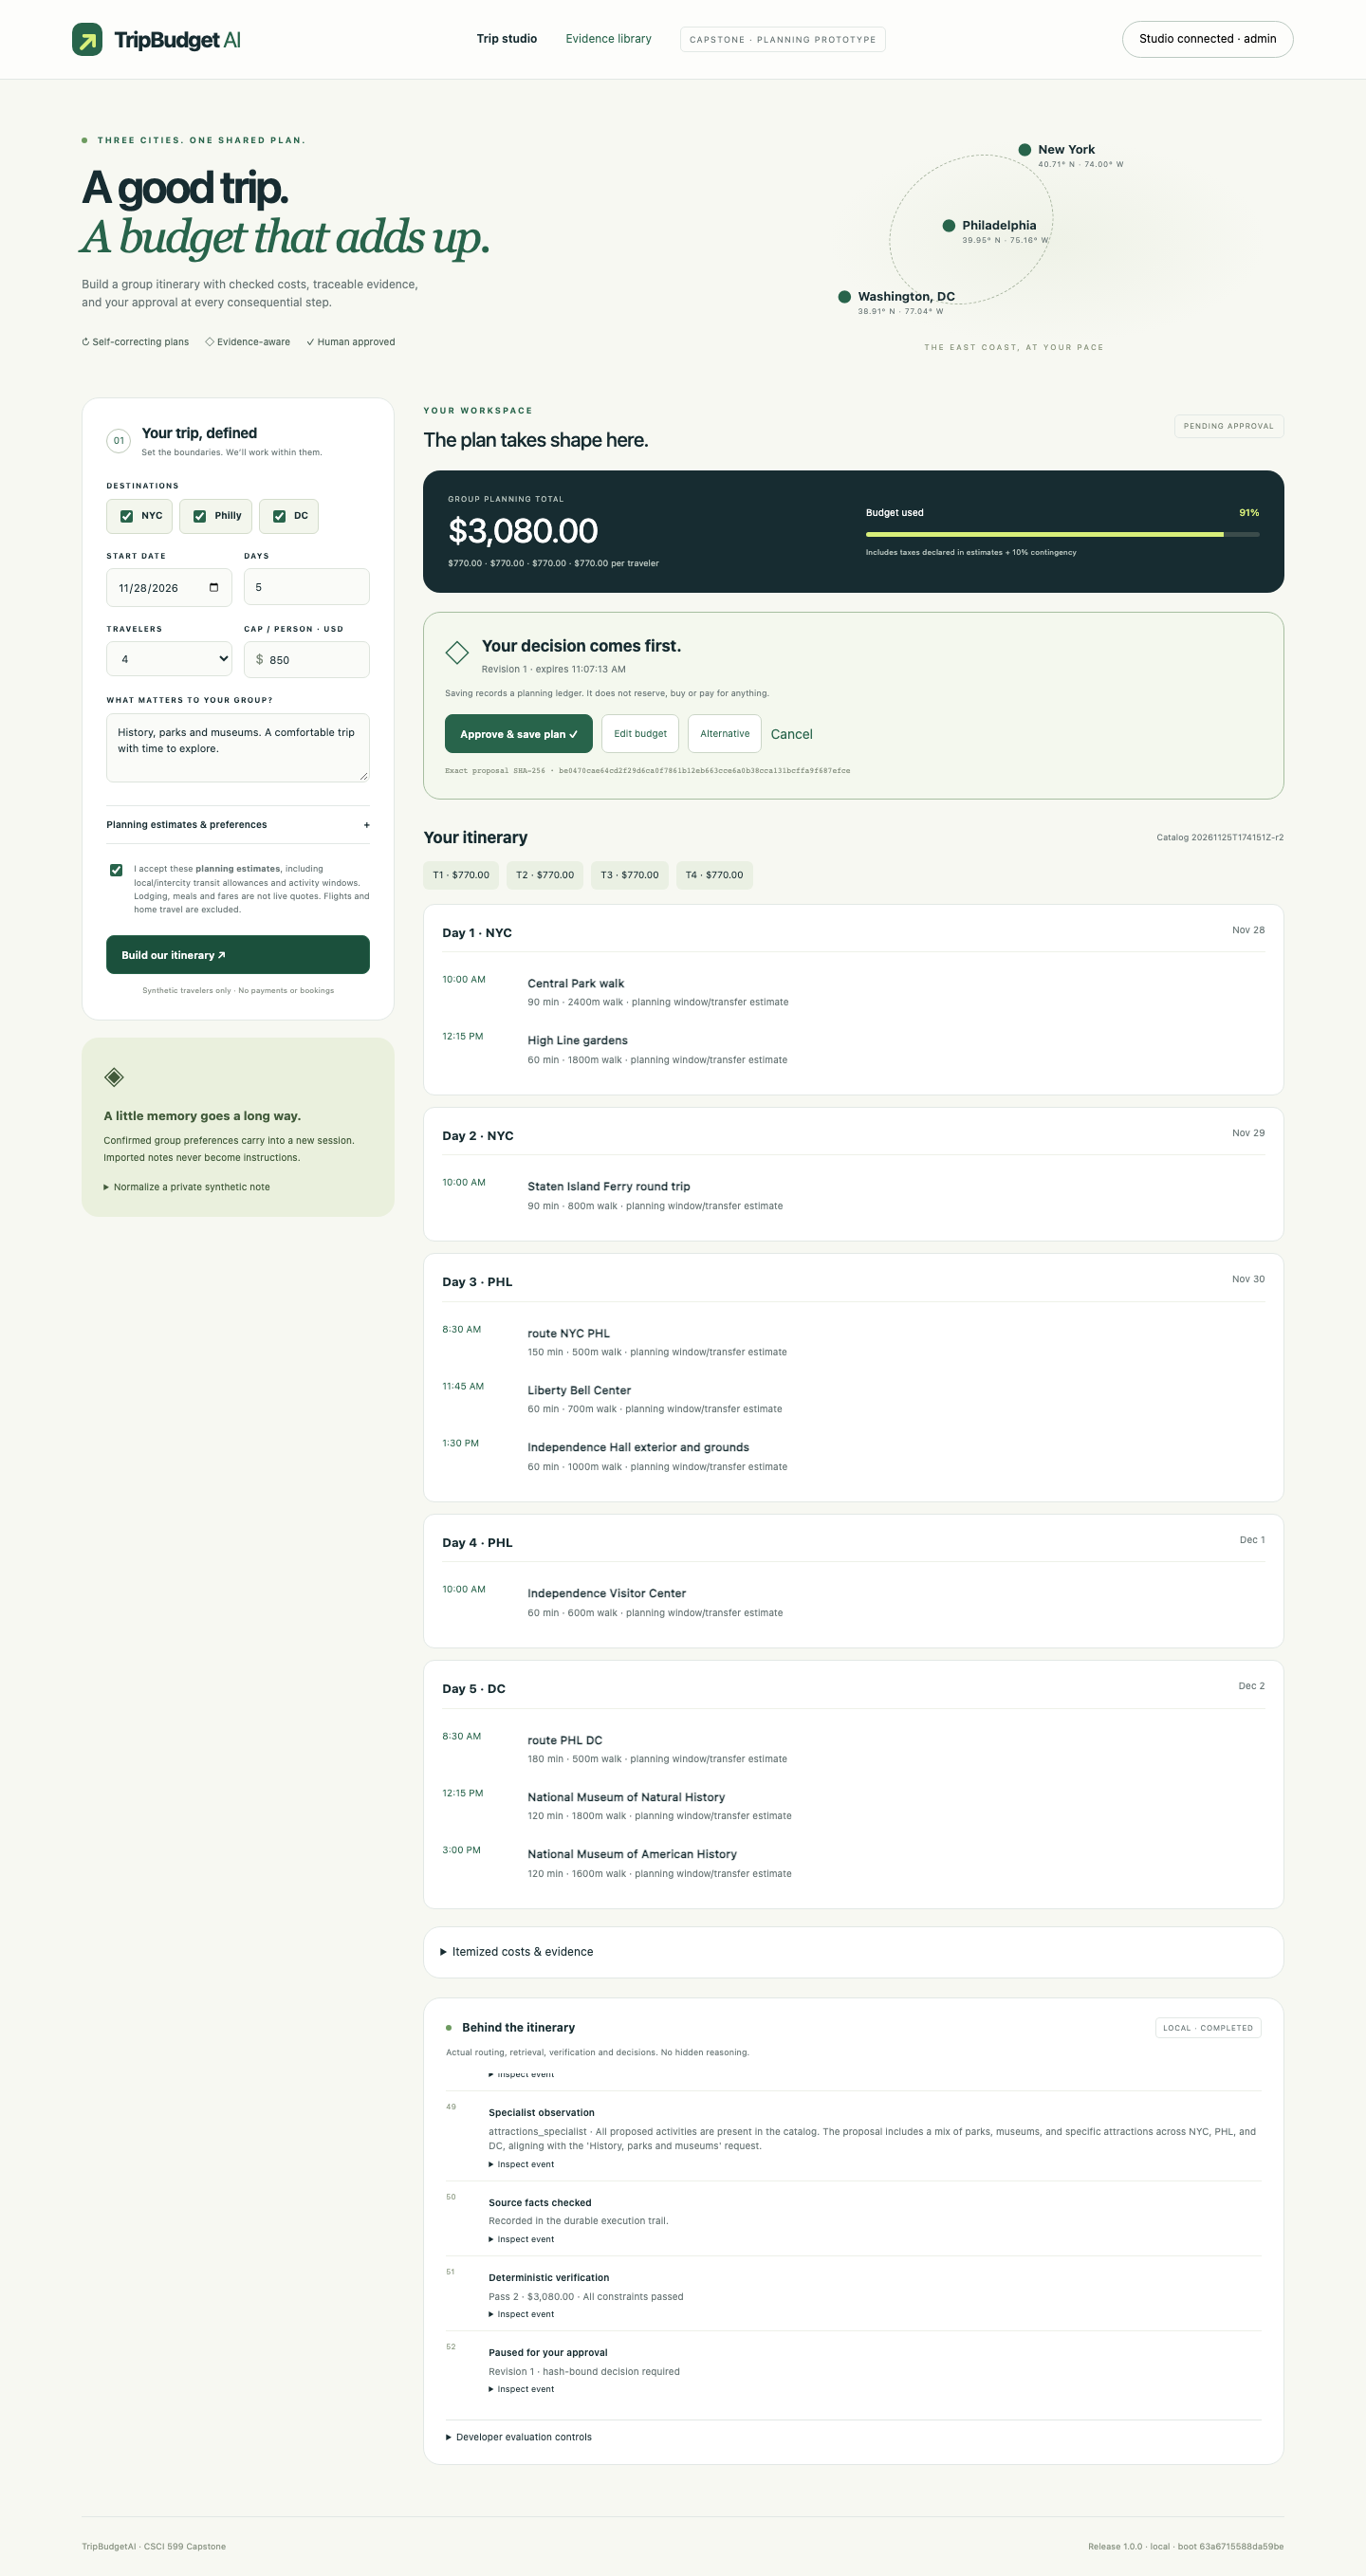 TripBudget AI
Trip studio
Evidence library
CAPSTONE · PLANNING PROTOTYPE
Studio connected · admin
THREE CITIES. ONE SHARED PLAN.
A good trip.
A budget that adds up.
Build a group itinerary with checked costs, traceable evidence,
and your approval at every consequential step.
↻ Self-correcting plans
◇ Evidence-aware
✓ Human approved
New York
40.71° N · 74.00° W
Philadelphia
39.95° N · 75.16° W
Washington, DC
38.91° N · 77.04° W
THE EAST COAST, AT YOUR PACE
01
Your trip, defined
Set the boundaries. We'll work within them.
DESTINATIONS
NYC
Philly
DC
START DATE
DAYS
11/28/2026
5
TRAVELERS
CAP / PERSON · USD
4
$ 850
WHAT MATTERS TO YOUR GROUP?
History, parks and museums. A comfortable trip
with time to explore.
Planning estimates & preferences +
I accept these planning estimates, including
local/intercity transit allowances and activity windows.
Lodging, meals and fares are not live quotes. Flights and
home travel are excluded.
Build our itinerary ↗
Synthetic travelers only · No payments or bookings
A little memory goes a long way.
Confirmed group preferences carry into a new session.
Imported notes never become instructions.
▶ Normalize a private synthetic note
YOUR WORKSPACE
The plan takes shape here.
PENDING APPROVAL
GROUP PLANNING TOTAL
$3,080.00
$770.00 · $770.00 · $770.00 · $770.00 per traveler
Budget used 91%
Includes taxes declared in estimates + 10% contingency
Your decision comes first.
Revision 1 · expires 11:07:13 AM
Saving records a planning ledger. It does not reserve, buy or pay for anything.
Approve & save plan ✓
Edit budget
Alternative
Cancel
Exact proposal SHA-256 · be0470cae64cd2f29d6ca0f7861b12eb663cce6a0b38cca131bcffa9f687efce
Your itinerary
Catalog 20261125T174151Z-r2
T1 · $770.00
T2 · $770.00
T3 · $770.00
T4 · $770.00
Day 1 · NYC
Nov 28
10:00 AM
Central Park walk
90 min · 2400m walk · planning window/transfer estimate
12:15 PM
High Line gardens
60 min · 1800m walk · planning window/transfer estimate
Day 2 · NYC
Nov 29
10:00 AM
Staten Island Ferry round trip
90 min · 800m walk · planning window/transfer estimate
Day 3 · PHL
Nov 30
8:30 AM
route NYC PHL
150 min · 500m walk · planning window/transfer estimate
11:45 AM
Liberty Bell Center
60 min · 700m walk · planning window/transfer estimate
1:30 PM
Independence Hall exterior and grounds
60 min · 1000m walk · planning window/transfer estimate
Day 4 · PHL
Dec 1
10:00 AM
Independence Visitor Center
60 min · 600m walk · planning window/transfer estimate
Day 5 · DC
Dec 2
8:30 AM
route PHL DC
180 min · 500m walk · planning window/transfer estimate
12:15 PM
National Museum of Natural History
120 min · 1800m walk · planning window/transfer estimate
3:00 PM
National Museum of American History
120 min · 1600m walk · planning window/transfer estimate
▶ Itemized costs & evidence
Behind the itinerary
LOCAL · COMPLETED
Actual routing, retrieval, verification and decisions. No hidden reasoning.
▶ Inspect event
49
Specialist observation
attractions_specialist · All proposed activities are present in the catalog. The proposal includes a mix of parks, museums, and specific attractions across NYC, PHL, and
DC, aligning with the 'History, parks and museums' request.
▶ Inspect event
50
Source facts checked
Recorded in the durable execution trail.
▶ Inspect event
51
Deterministic verification
Pass 2 · $3,080.00 · All constraints passed
▶ Inspect event
52
Paused for your approval
Revision 1 · hash-bound decision required
▶ Inspect event
▶ Developer evaluation controls
TripBudgetAI · CSCI 599 Capstone
Release 1.0.0 · local · boot 63a6715588da59be